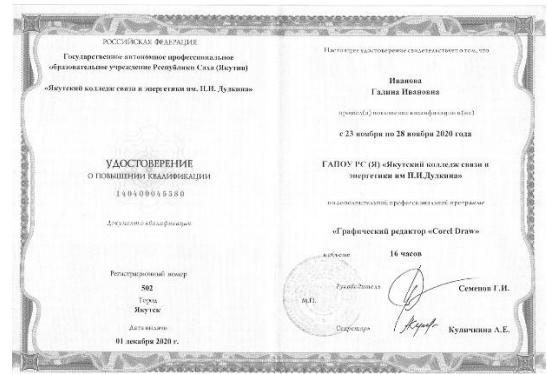 РОССИЙСКАЯ ФЕДЕРАЦИЯ
Государственное автономное профессиональное
образовательное учреждение Республики Саха (Якутия)
«Якутский колледж связи и энергетики им. П.И. Дудкина»
УДОСТОВЕРЕНИЕ
О ПОВЫШЕНИИ КВАЛИФИКАЦИИ
140400045580
Документ о квалификации
Регистрационный номер
502
Город
Якутск
Дата выдачи
01 декабря 2020 г.
Настоящее удостоверение свидетельствует о том, что
Иванова
Галина Ивановна
прошел(а) повышение квалификации в (на)
с 23 ноября по 28 ноября 2020 года
ГАПОУ РС (Я) «Якутский колледж связи и
энергетики им П.И.Дудкина»
по дополнительной профессиональной программе
«Графический редактор «Corel Draw»
в объеме 16 часов
Руководитель Семенов Г.И.
М.П.
Секретарь Куличкина А.Е.